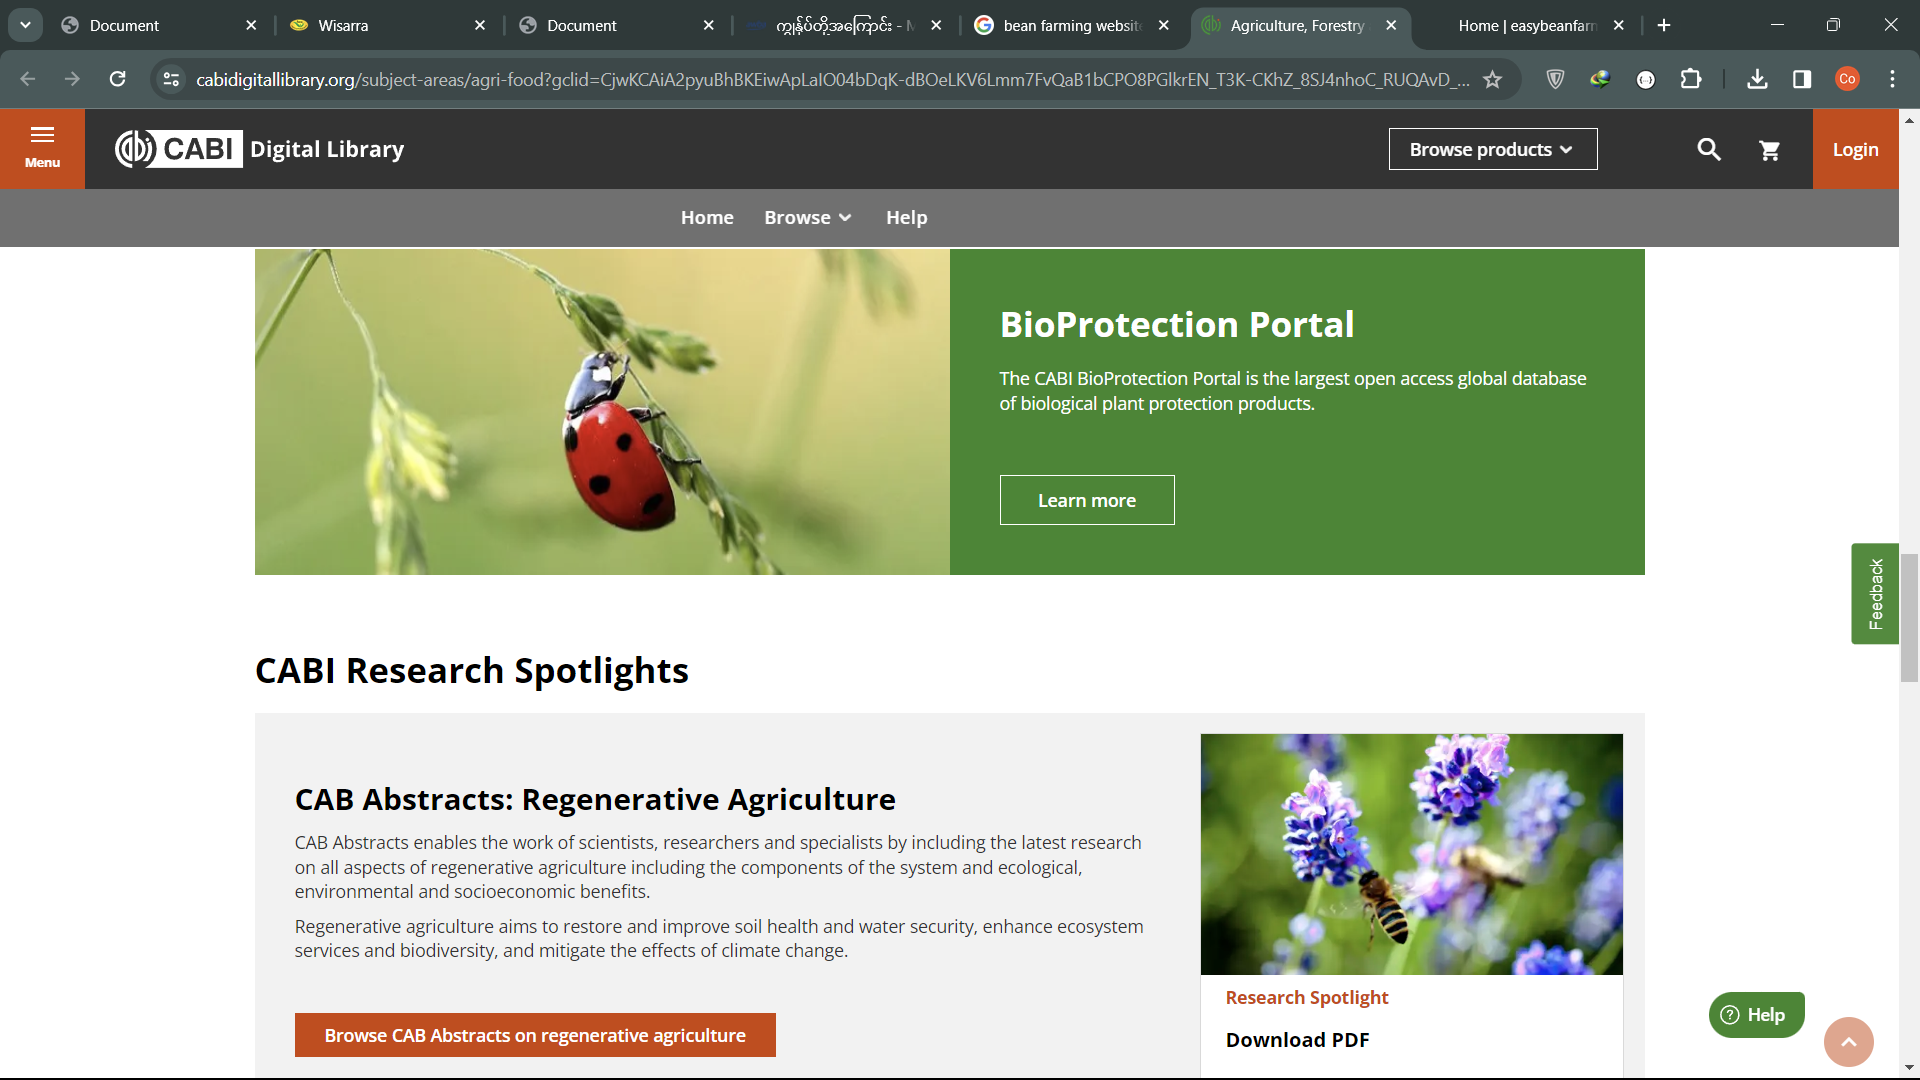 Document
Wisarra
Document
ကျွန်ုပ်တို့အကြောင်း -
bean farming website
Agriculture, Forestry
Home | easybeanfarm
cabidigitallibrary.org/subject-areas/agri-food?gclid=CjwKCAiA2pyuBhBKEiwApLaIO04bDqK-dBOeLKV6Lmm7FvQaB1bCPO8PGlkrEN_T3K-CKhZ_8SJ4nhoC_RUQAvD_...
Co
Menu
CABI Digital Library
Browse products
Login
Home
Browse
Help
BioProtection Portal
The CABI BioProtection Portal is the largest open access global database
of biological plant protection products.
Learn more
Feedback
CABI Research Spotlights
CAB Abstracts: Regenerative Agriculture
CAB Abstracts enables the work of scientists, researchers and specialists by including the latest research
on all aspects of regenerative agriculture including the components of the system and ecological,
environmental and socioeconomic benefits.
Regenerative agriculture aims to restore and improve soil health and water security, enhance ecosystem
services and biodiversity, and mitigate the effects of climate change.
Browse CAB Abstracts on regenerative agriculture
Research Spotlight
Download PDF
Help